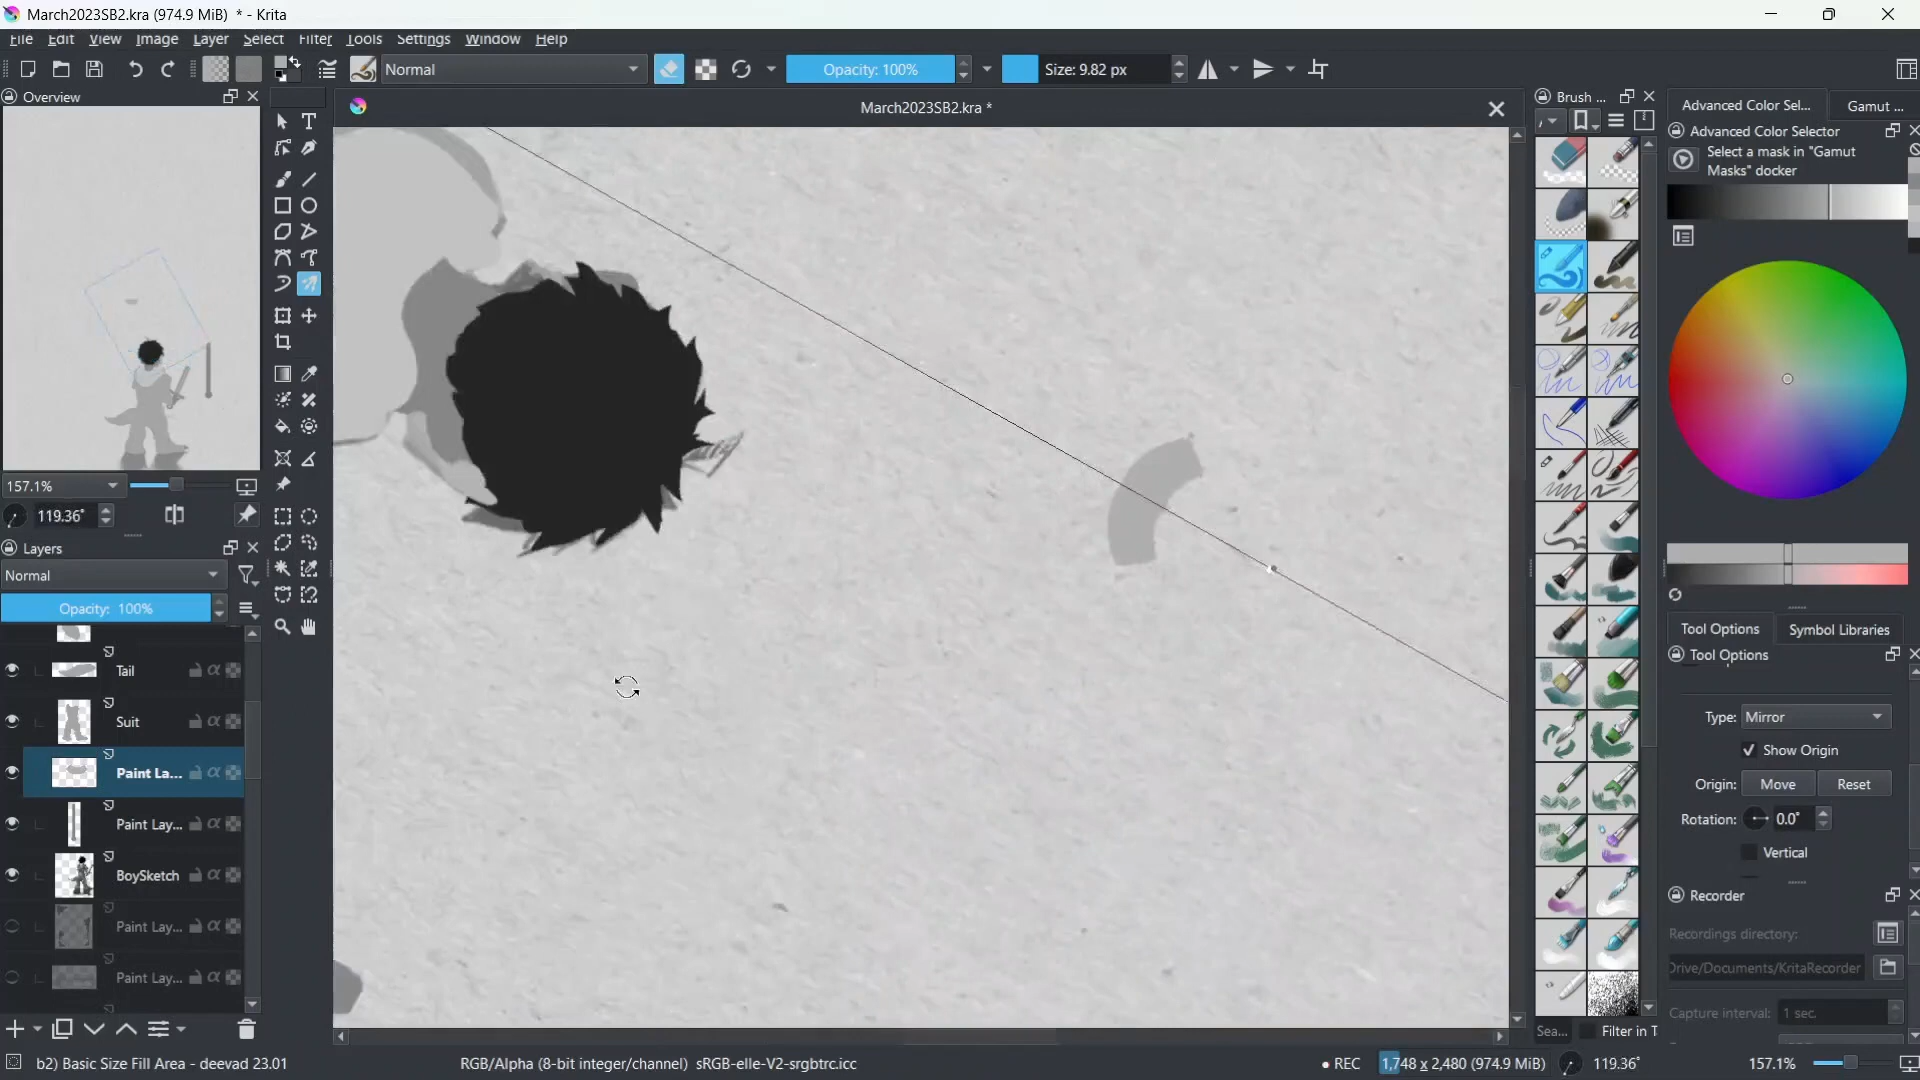 March2023SB2.kra (974.9 MiB) * - Krita
File Edit View Image Layer Select Filter Tools Settings Window Help
Normal
Opacity: 100%
Size: 9.82 px
Overview
March2023SB2.kra *
Brush ...
Advanced Color Sel...
Gamut ...
Advanced Color Selector
Select a mask in "Gamut
Masks" docker
157.1%
119.36°
Layers
Normal
Opacity: 100%
Tail
Suit
Paint La...
Paint Lay...
BoySketch
Paint Lay...
Paint Lay...
Tool Options
Symbol Libraries
Tool Options
Type: Mirror
Show Origin
Origin: Move Reset
Rotation: 0.0°
Vertical
Recorder
Recordings directory:
Drive/Documents/KritaRecorder
Capture interval: 1 sec.
Sea...
Filter in T
b2) Basic Size Fill Area - deevad 23.01
RGB/Alpha (8-bit integer/channel) sRGB-elle-V2-srgbtrc.icc
• REC
1,748 x 2,480 (974.9 MiB)
119.36°
157.1%